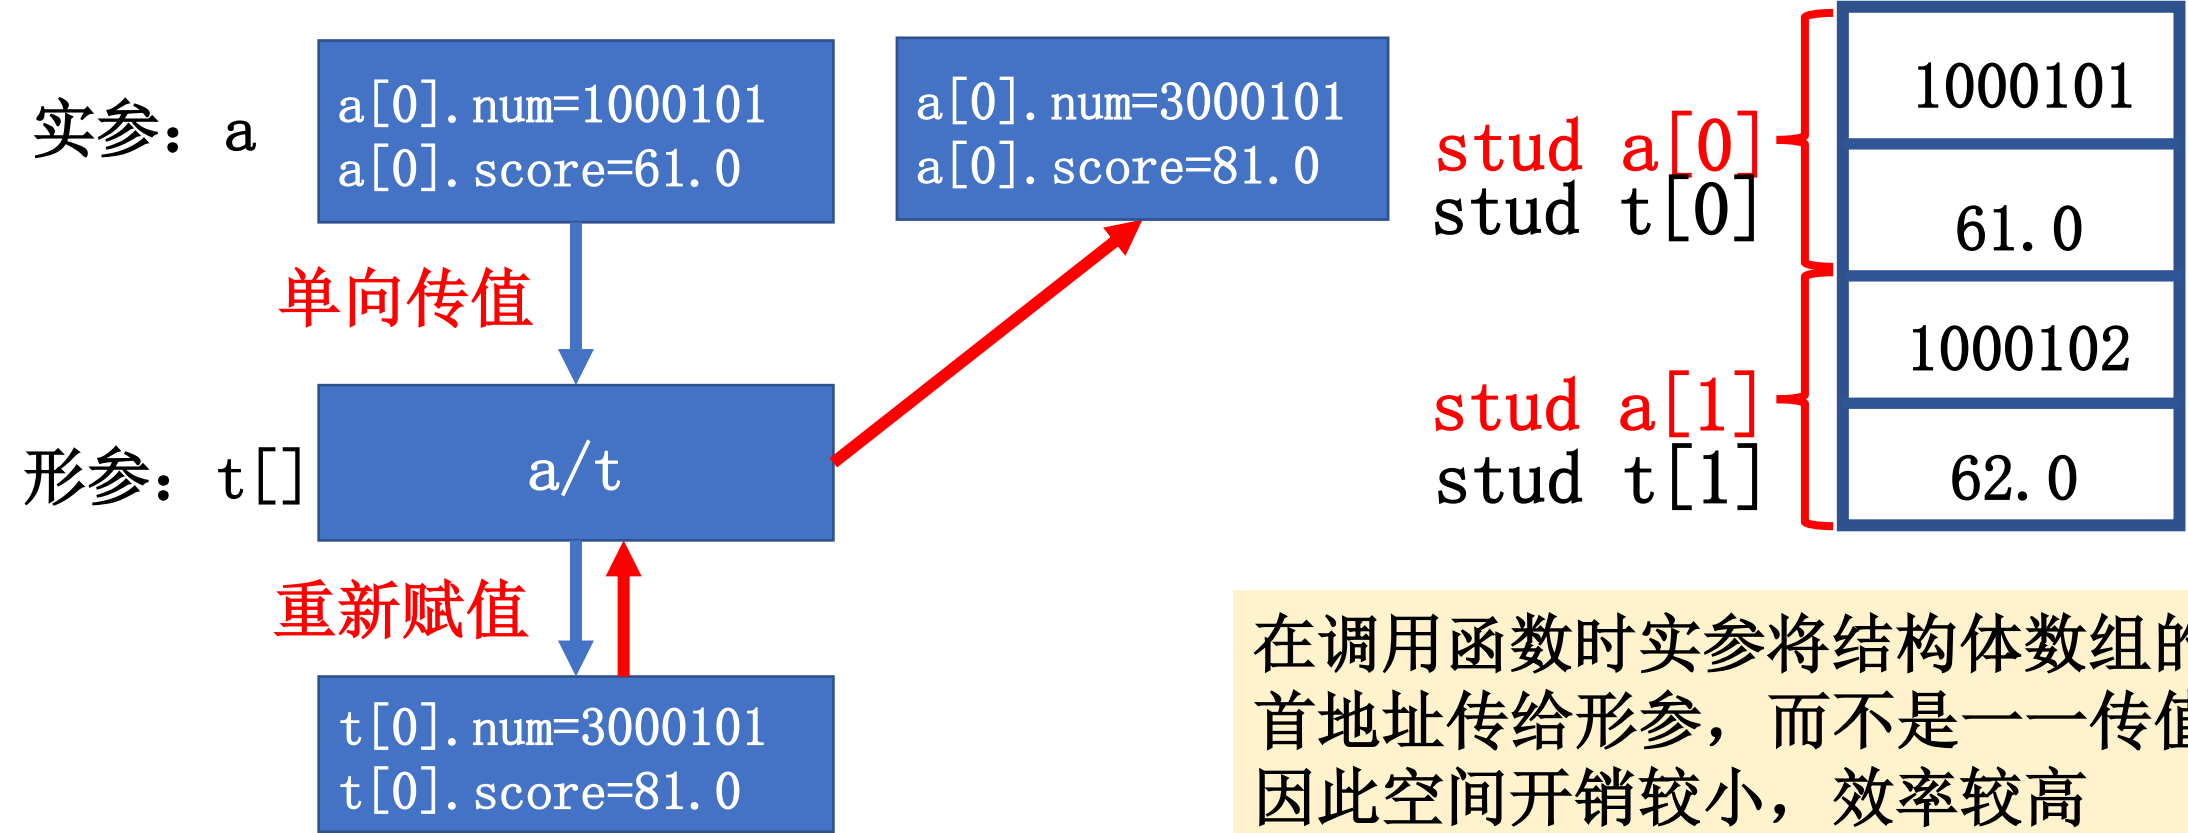 实参：a
a[0].num=1000101
a[0].score=61.0
a[0].num=3000101
a[0].score=81.0
单向传值
形参：t[]
a/t
重新赋值
t[0].num=3000101
t[0].score=81.0
stud a[0]
stud t[0]
stud a[1]
stud t[1]
1000101
61.0
1000102
62.0
在调用函数时实参将结构体数组的
首地址传给形参，而不是一一传值
因此空间开销较小，效率较高